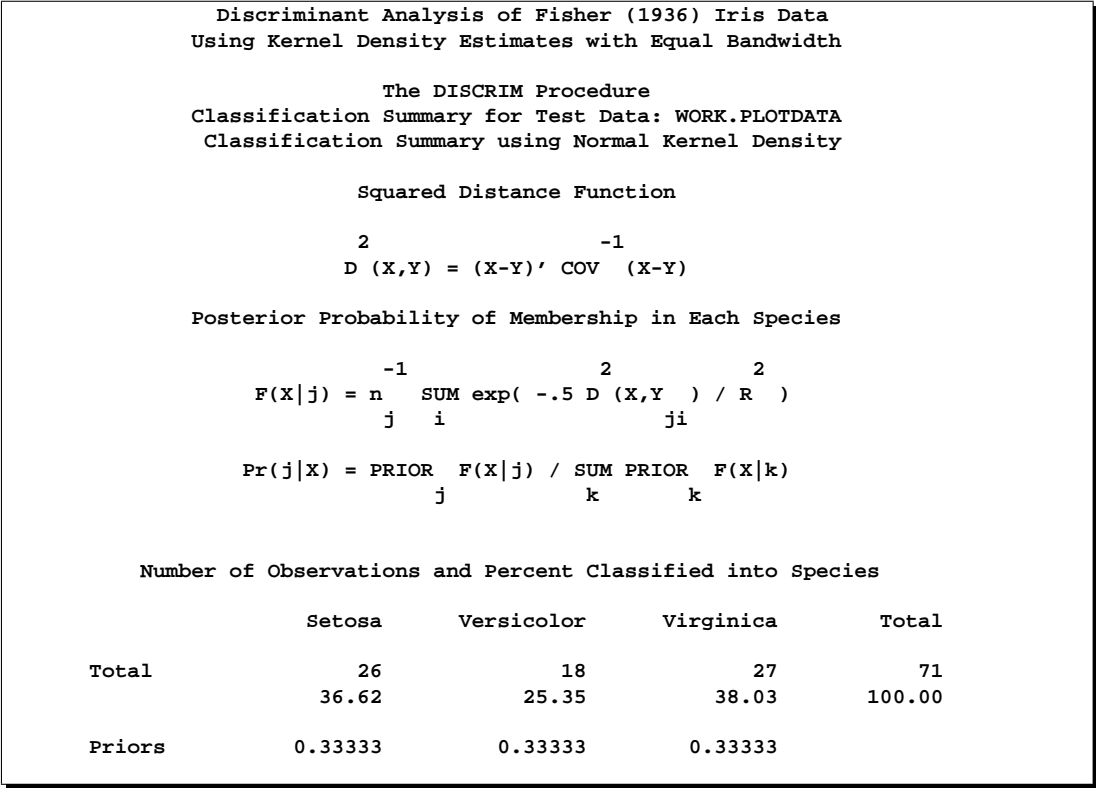 Discriminant Analysis of Fisher (1936) Iris Data
Using Kernel Density Estimates with Equal Bandwidth
The DISCRIM Procedure
Classification Summary for Test Data: WORK.PLOTDATA
Classification Summary using Normal Kernel Density
Squared Distance Function
2 -1
D (X,Y) = (X-Y)' COV (X-Y)
Posterior Probability of Membership in Each Species
-1 2 2
F(X|j) = n SUM exp( -.5 D (X,Y ) / R )
j i ji
Pr(j|X) = PRIOR F(X|j) / SUM PRIOR F(X|k)
j k k
Number of Observations and Percent Classified into Species
Setosa Versicolor Virginica Total
Total 26 18 27 71
36.62 25.35 38.03 100.00
Priors 0.33333 0.33333 0.33333